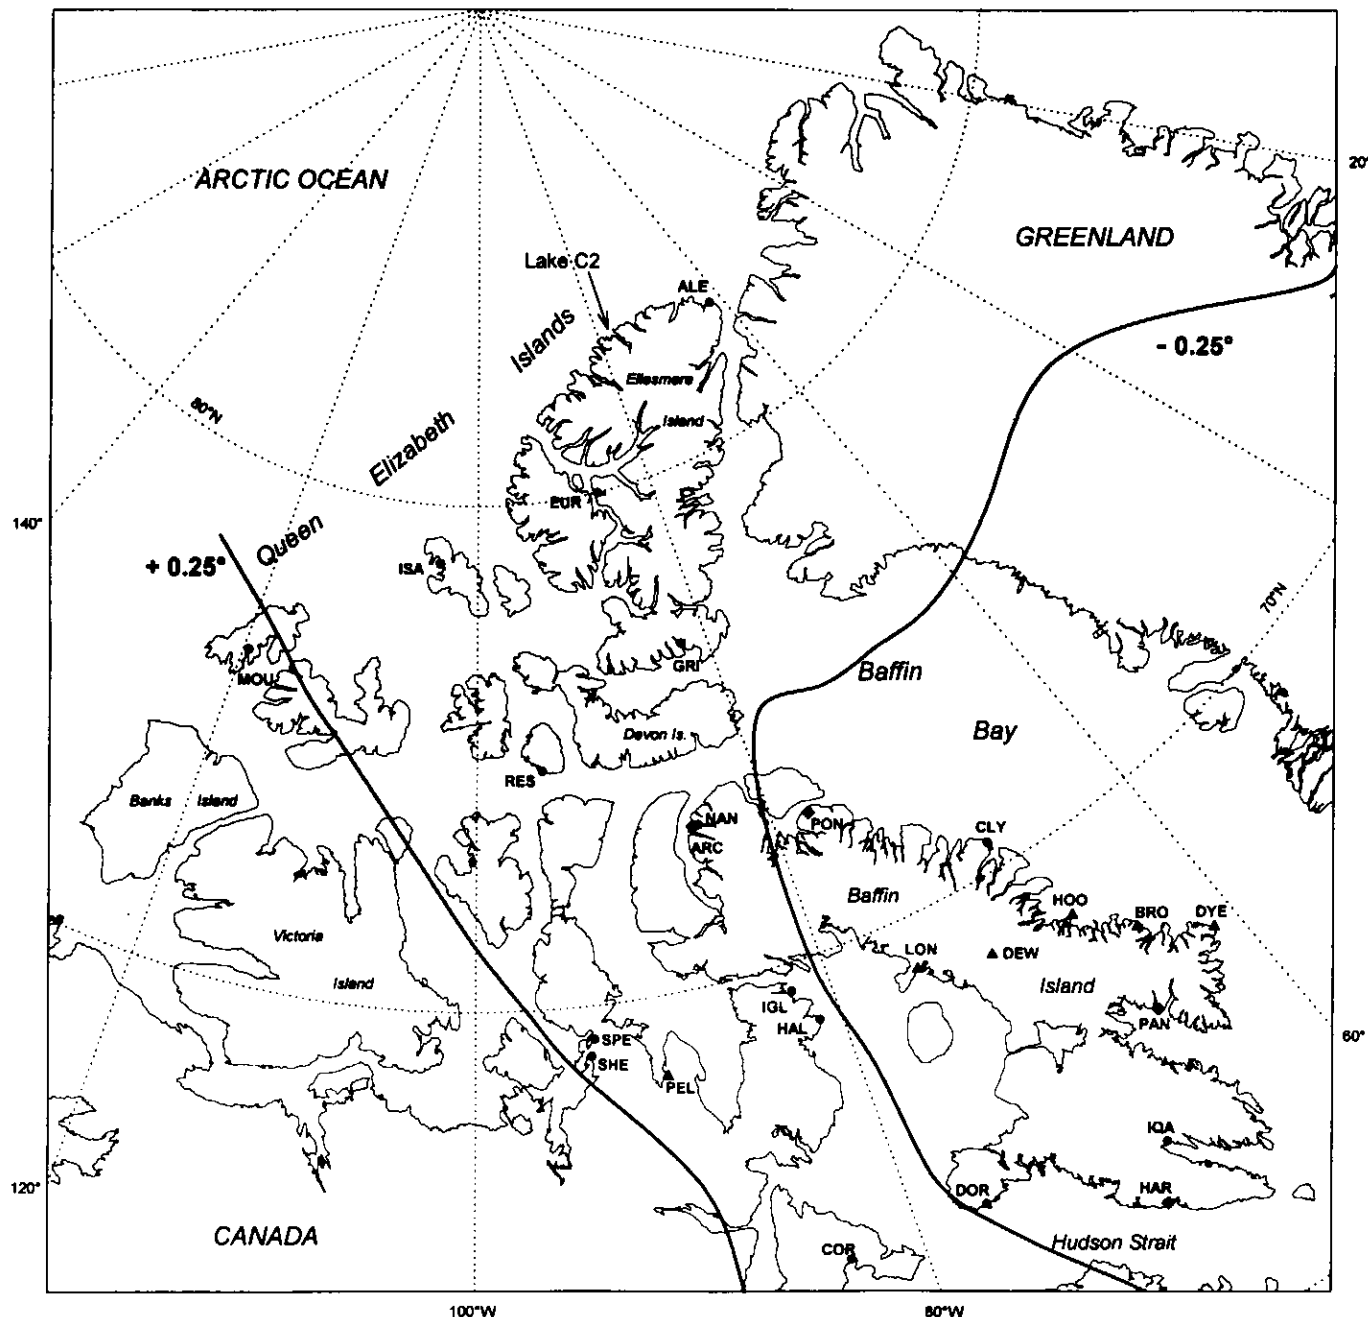 ARCTIC OCEAN
20°
GREENLAND
Lake C2
ALE
Islands
- 0.25°
Ellesmere
Island
80°N
Elizabeth
EUR
140°
Queen
+ 0.25°
ISA
70°N
MOU
GRI
Baffin
Bay
Devon Is.
RES
Banks Island
NAN
PON
CLY
ARC
Baffin
HOO
BRO
DYE
Victoria
LON
DEW
Island
Island
IGL
PAN
HAL
SPE
60°
SHE
PEL
IQA
120°
DOR
HAR
CANADA
COR
Hudson Strait
100°W
80°W